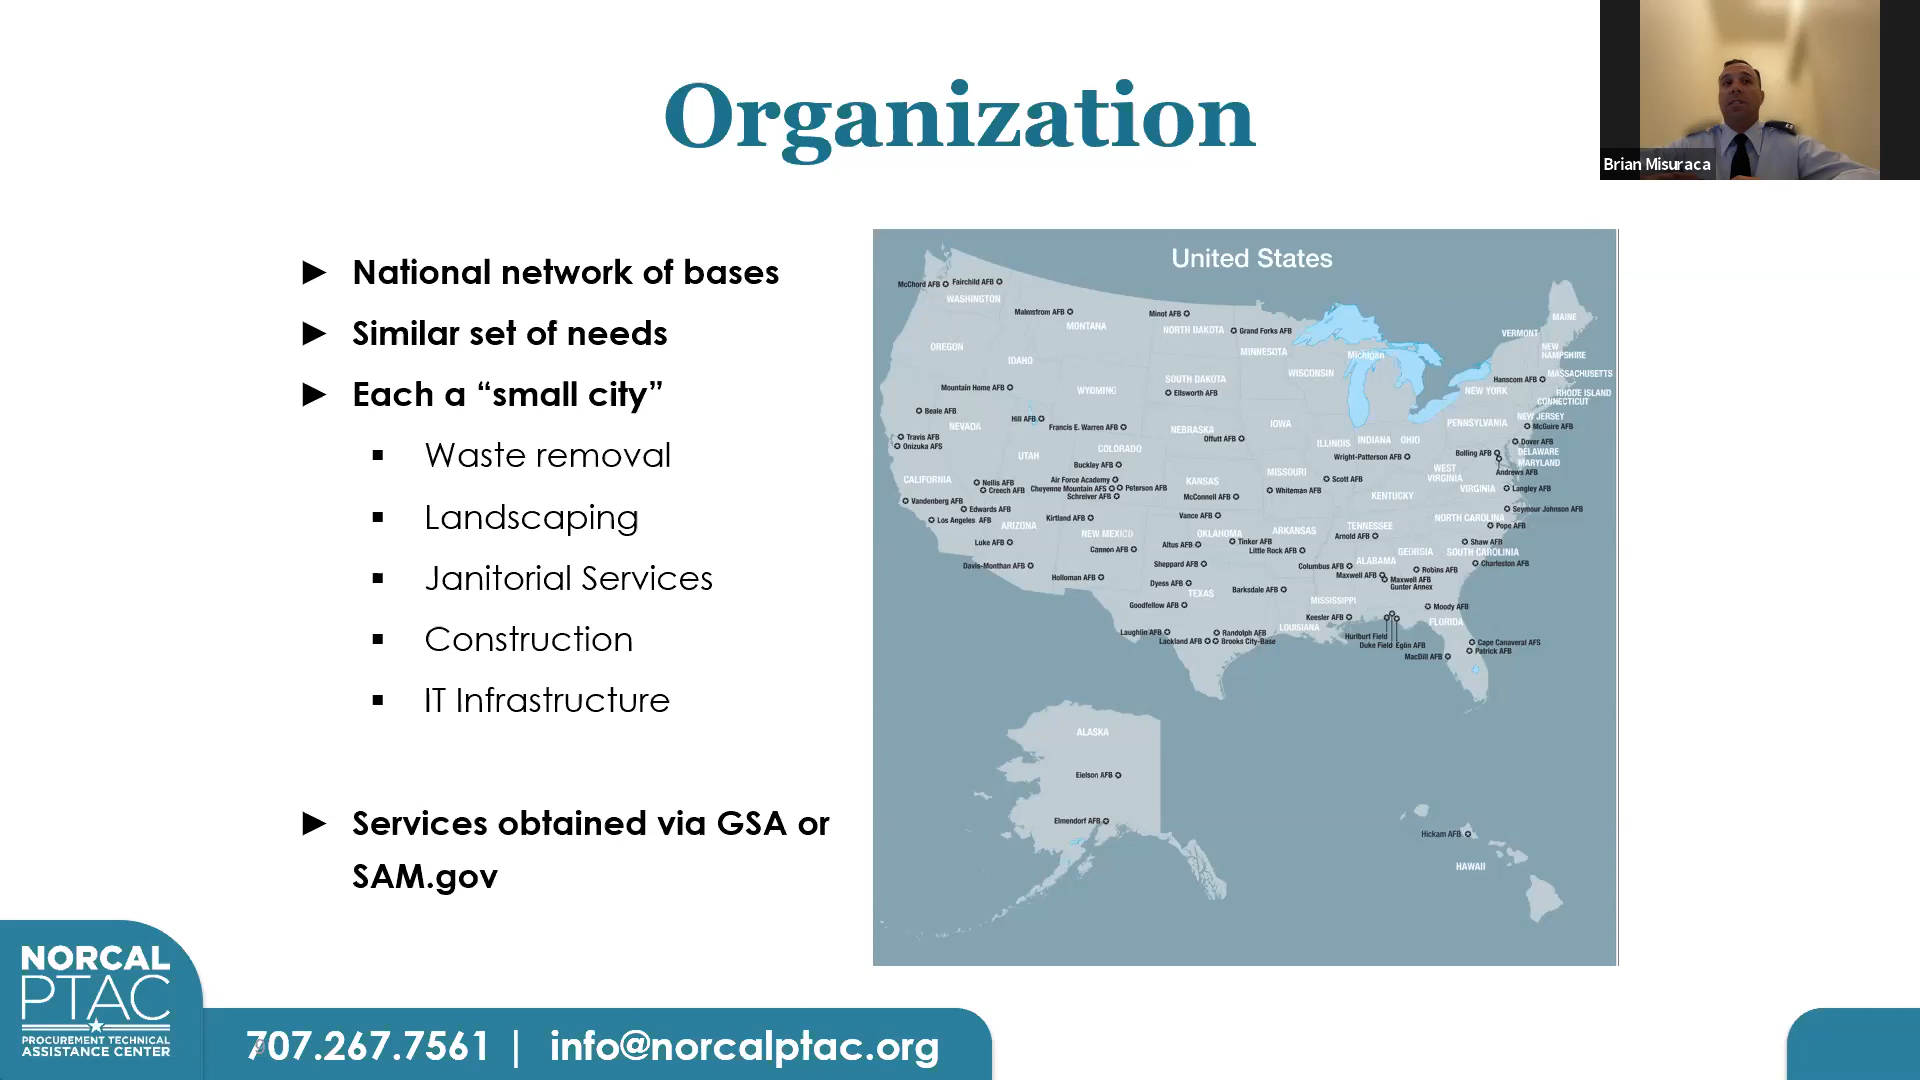 Organization
Brian Misuraca
► National network of bases
► Similar set of needs
► Each a “small city”
▪ Waste removal
▪ Landscaping
▪ Janitorial Services
▪ Construction
▪ IT Infrastructure
► Services obtained via GSA or
SAM.gov
United States
McChord AFB
Fairchild AFB
WASHINGTON
Malmstrom AFB
MONTANA
Minot AFB
NORTH DAKOTA
Grand Forks AFB
MAINE
VERMONT
NEW
HAMPSHIRE
OREGON
IDAHO
MINNESOTA
WISCONSIN
Michigan
MASSACHUSETTS
Hanscom AFB
RHODE ISLAND
CONNECTICUT
NEW YORK
Mountain Home AFB
WYOMING
SOUTH DAKOTA
Ellsworth AFB
Beale AFB
Hill AFB
Francis E. Warren AFB
NEVADA
NEBRASKA
Offutt AFB
IOWA
PENNSYLVANIA
NEW JERSEY
McGuire AFB
Travis AFB
Onizuka AFS
UTAH
COLORADO
ILLINOIS
INDIANA
OHIO
Wright-Patterson AFB
Dover AFB
DELAWARE
Bolling AFB
MARYLAND
Andrews AFB
Buckley AFB
Air Force Academy
Cheyenne Mountain AFS
Peterson AFB
Schreiver AFB
CALIFORNIA
Nellis AFB
Creech AFB
KANSAS
McConnell AFB
MISSOURI
Whiteman AFB
Scott AFB
KENTUCKY
WEST
VIRGINIA
VIRGINIA
Langley AFB
Vandenberg AFB
Edwards AFB
Los Angeles AFB
ARIZONA
Kirtland AFB
NEW MEXICO
Vance AFB
OKLAHOMA
ARKANSAS
TENNESSEE
Arnold AFB
NORTH CAROLINA
Seymour Johnson AFB
Pope AFB
Luke AFB
Cannon AFB
Altus AFB
Tinker AFB
Little Rock AFB
GEORGIA
SOUTH CAROLINIA
Shaw AFB
Davis-Monthan AFB
Holloman AFB
Sheppard AFB
Columbus AFB
ALABAMA
Maxwell AFB
Maxwell AFB
Gunter Annex
Robins AFB
Charleston AFB
Dyess AFB
TEXAS
Barksdale AFB
MISSISSIPPI
Goodfellow AFB
Keesler AFB
LOUISIANA
Moody AFB
FLORIDA
Laughlin AFB
Lackland AFB
Randolph AFB
Brooks City-Base
Hurlburt Field
Duke Field
Eglin AFB
MacDill AFB
Cape Canaveral AFS
Patrick AFB
ALASKA
Eielson AFB
Elmendorf AFB
Hickam AFB
HAWAII
NORCAL
PTAC
PROCUREMENT TECHNICAL
ASSISTANCE CENTER
707.267.7561 | info@norcalptac.org